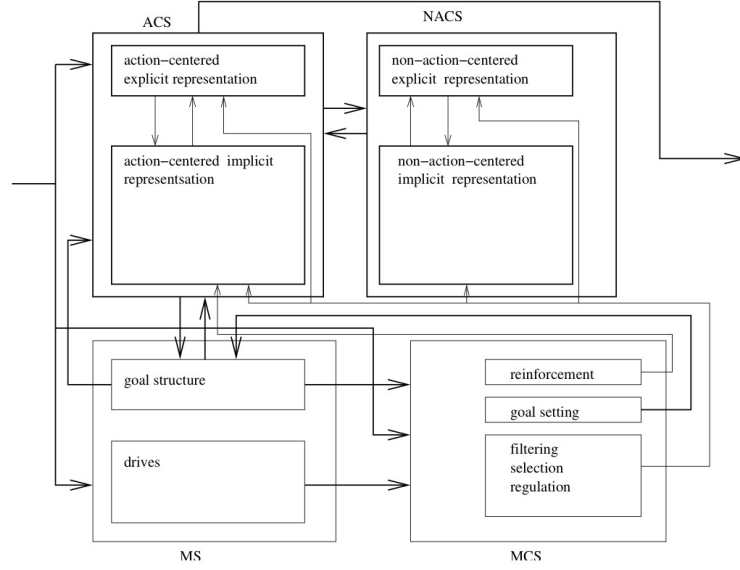 ACS
NACS
action-centered
explicit representation
non-action-centered
explicit representation
action-centered implicit
representsation
non-action-centered
implicit representation
goal structure
reinforcement
goal setting
drives
filtering
selection
regulation
MS
MCS